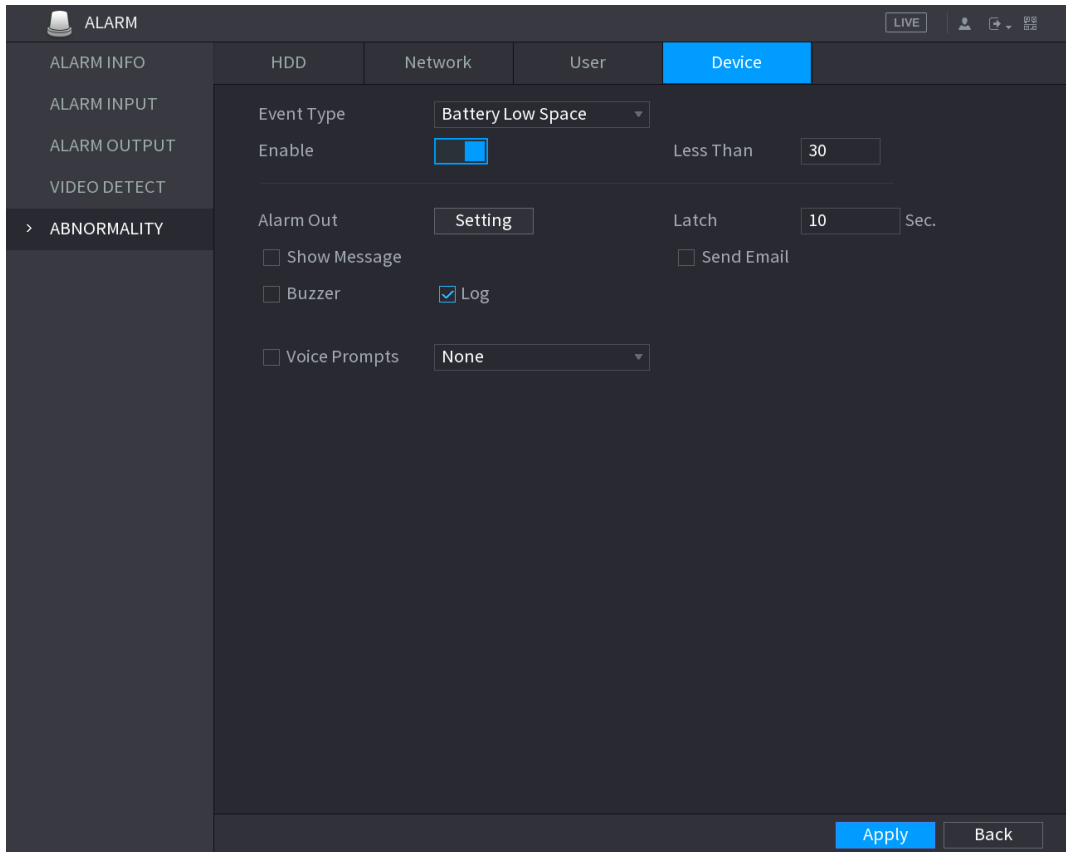 ALARM
LIVE
ALARM INFO
ALARM INPUT
ALARM OUTPUT
VIDEO DETECT
> ABNORMALITY
HDD Network User Device
Event Type Battery Low Space
Enable Less Than 30
Alarm Out Setting Latch 10 Sec.
Show Message Send Email
Buzzer Log
Voice Prompts None
Apply Back